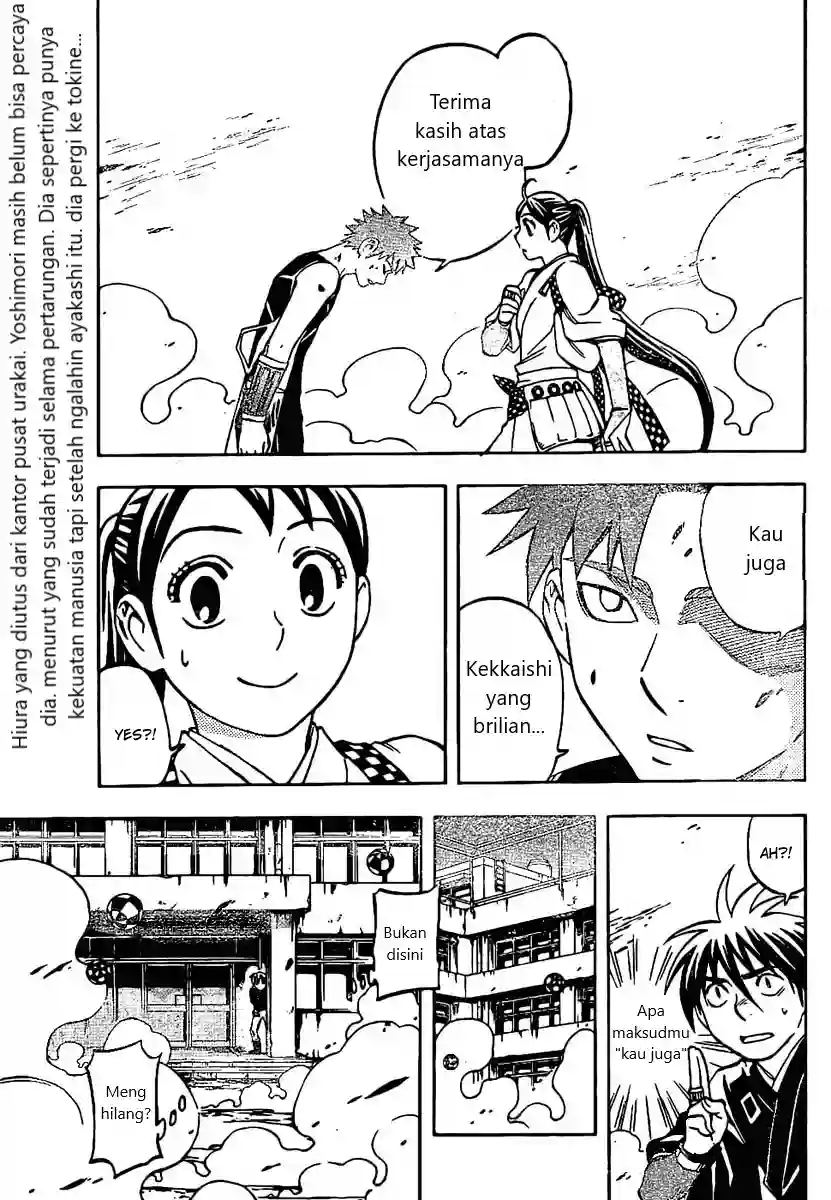 Hiura yang diutus dari kantor pusat urakai. Yoshimori masih belum bisa percaya
dia. menurut yang sudah terjadi selama pertarungan. Dia sepertinya punya
kekuatan manusia tapi setelah ngalahin ayakashi itu. dia pergi ke tokine...
Terima
kasih atas
kerjasamanya
Kau
juga
Kekkaishi
yang
brilian...
YES?!
AH?!
Apa
maksudmu
"kau juga"
Bukan
disini
Meng
hilang?